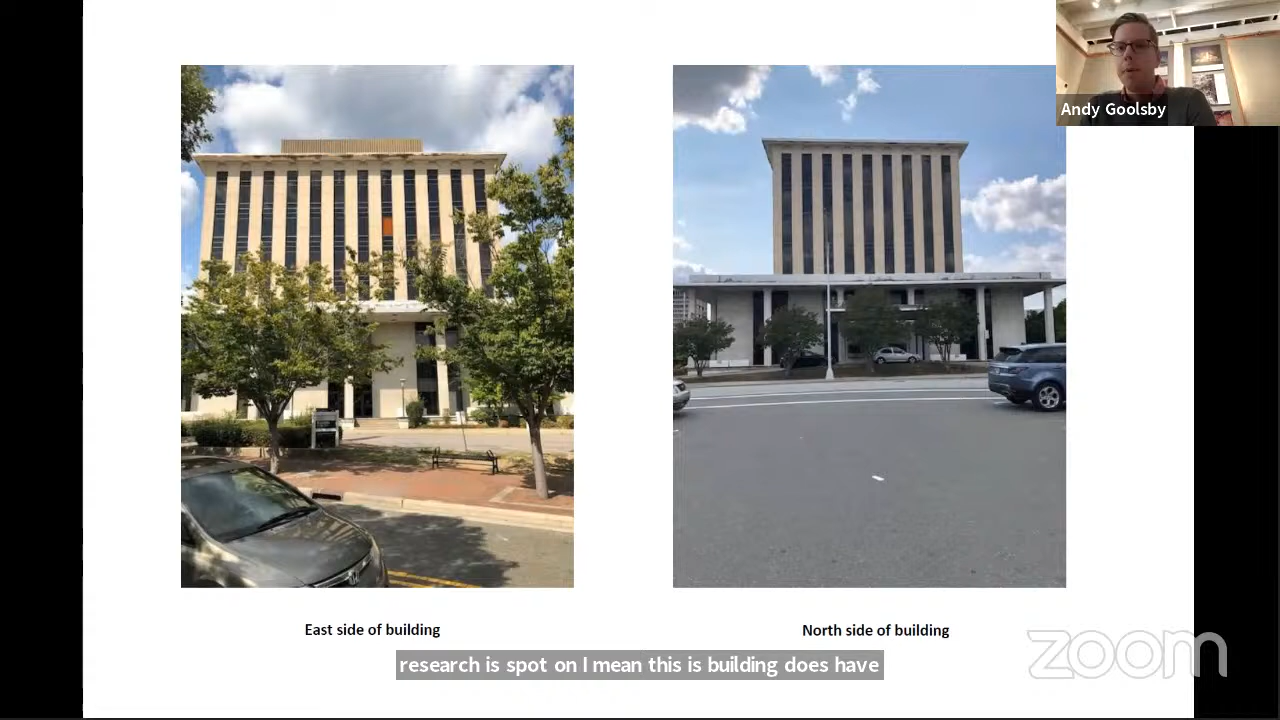 Andy Goolsby
East side of building
North side of building
research is spot on I mean this is building does have
zoom